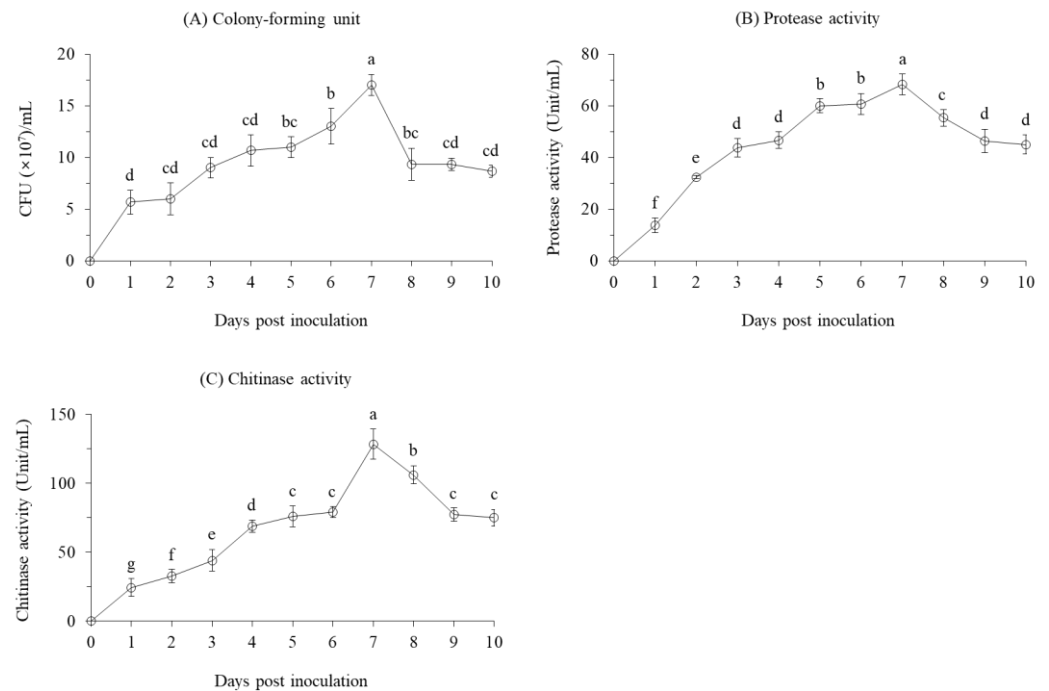 (A) Colony-forming unit
20
15
10
5
0
CFU (×10⁷)/mL
d
cd
cd
cd
bc
b
a
bc
cd
cd
0 1 2 3 4 5 6 7 8 9 10
Days post inoculation
(B) Protease activity
80
60
40
20
0
Protease activity (Unit/mL)
f
e
d
d
b
b
a
c
d
d
0 1 2 3 4 5 6 7 8 9 10
Days post inoculation
(C) Chitinase activity
150
100
50
0
Chitinase activity (Unit/mL)
g
f
e
d
c
c
a
b
c
c
0 1 2 3 4 5 6 7 8 9 10
Days post inoculation